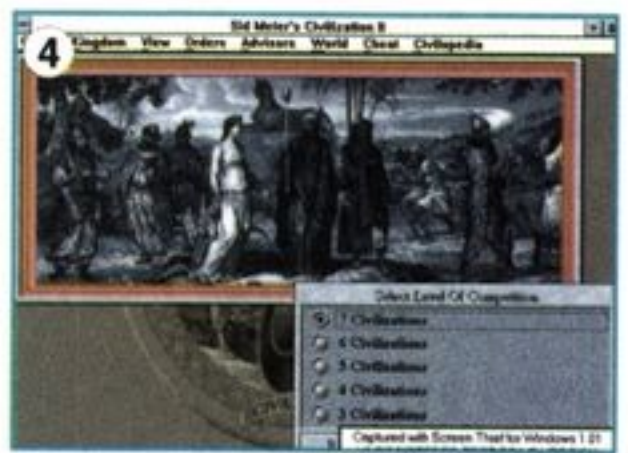 Sid Meier's Civilization II
4
Kingdom View Orders Advisors World Cheat Civilopedia
Select Level Of Competition
7 Civilizations
6 Civilizations
5 Civilizations
4 Civilizations
3 Civilizations
Captured with Screen Thief for Windows 1.01